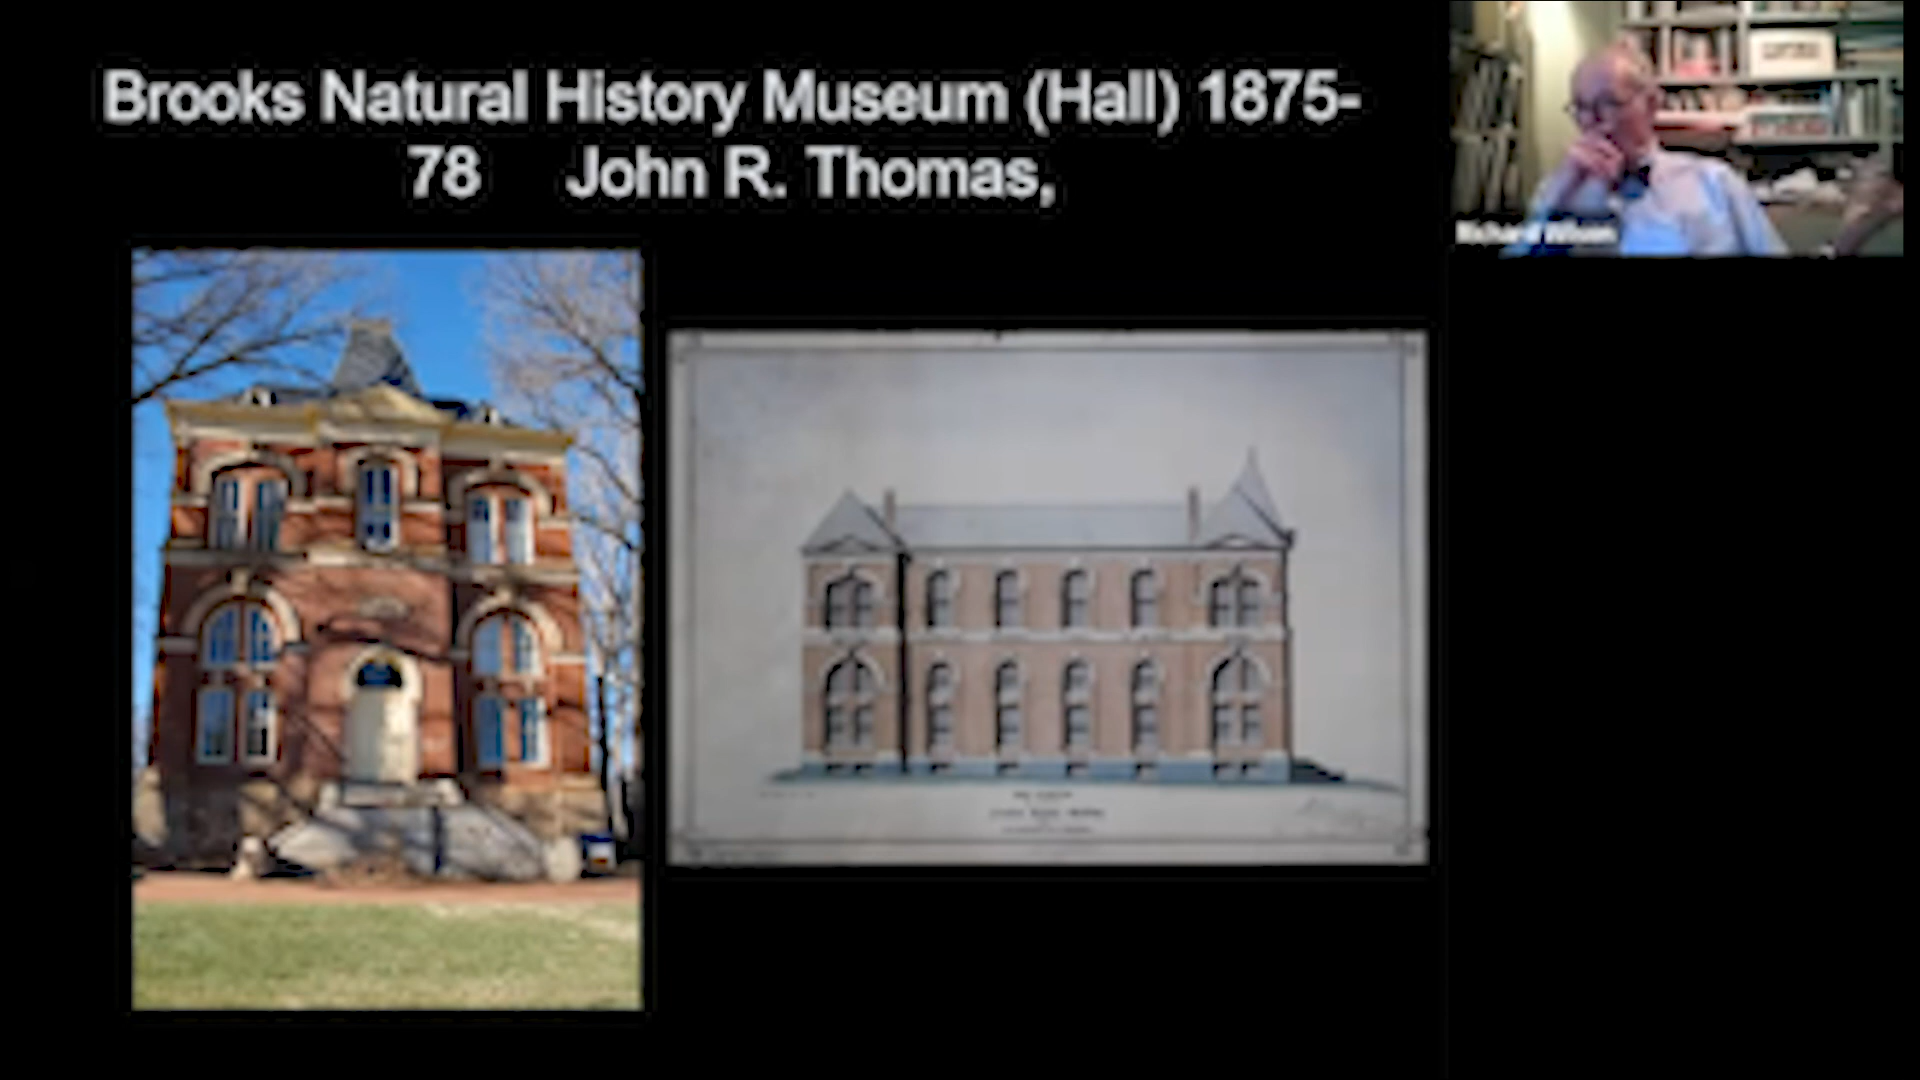 Brooks Natural History Museum (Hall) 1875-
78 John R. Thomas,
Richard Wilson